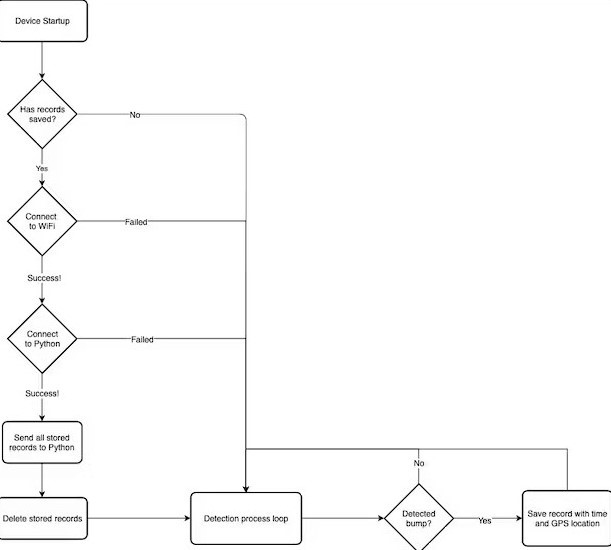 Device Startup
Has records
saved?
No
Yes
Connect
to WiFi
Failed
Success!
Connect
to Python
Failed
Success!
Send all stored
records to Python
Delete stored records
Detection process loop
Detected
bump?
No
Yes
Save record with time
and GPS location